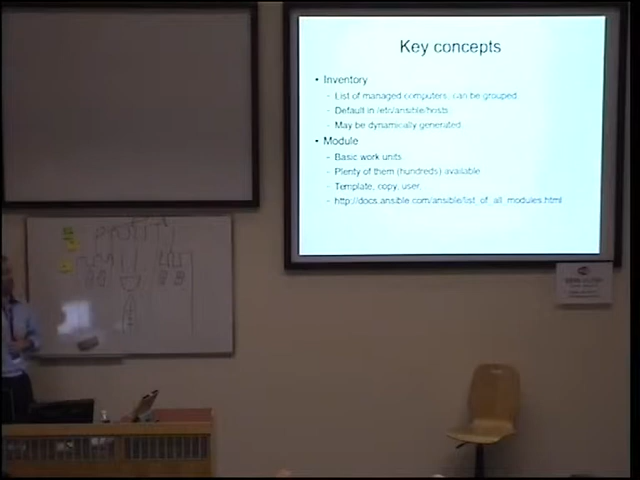 Key concepts
• Inventory
- List of managed computers, can be grouped
- Default in /etc/ansible/hosts
- May be dynamically generated
• Module
- Basic work units
- Plenty of them (hundreds) available
- Template, copy, user,
- http://docs.ansible.com/ansible/list_of_all_modules.html